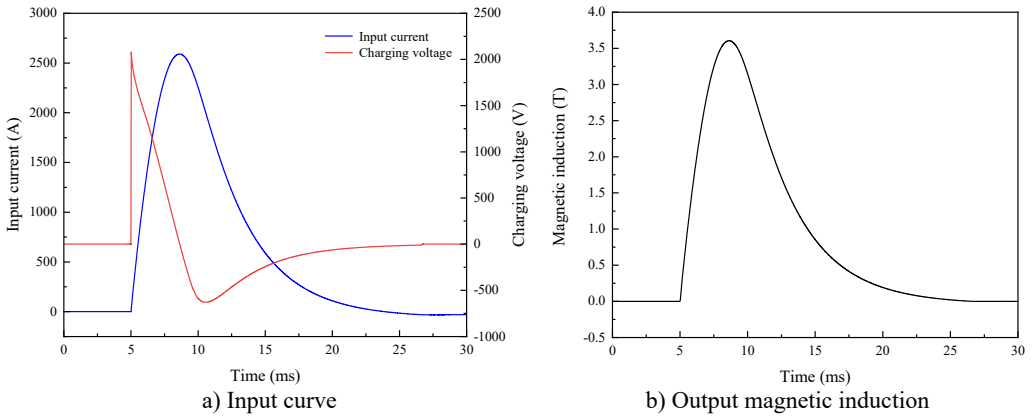 3000
2500
2000
1500
1000
500
0
Input current (A)
2500
2000
1500
1000
500
0
-500
-1000
Charging voltage (V)
Input current
Charging voltage
0 5 10 15 20 25 30
Time (ms)
a) Input curve
4.0
3.5
3.0
2.5
2.0
1.5
1.0
0.5
0.0
-0.5
Magnetic induction (T)
0 5 10 15 20 25 30
Time (ms)
b) Output magnetic induction